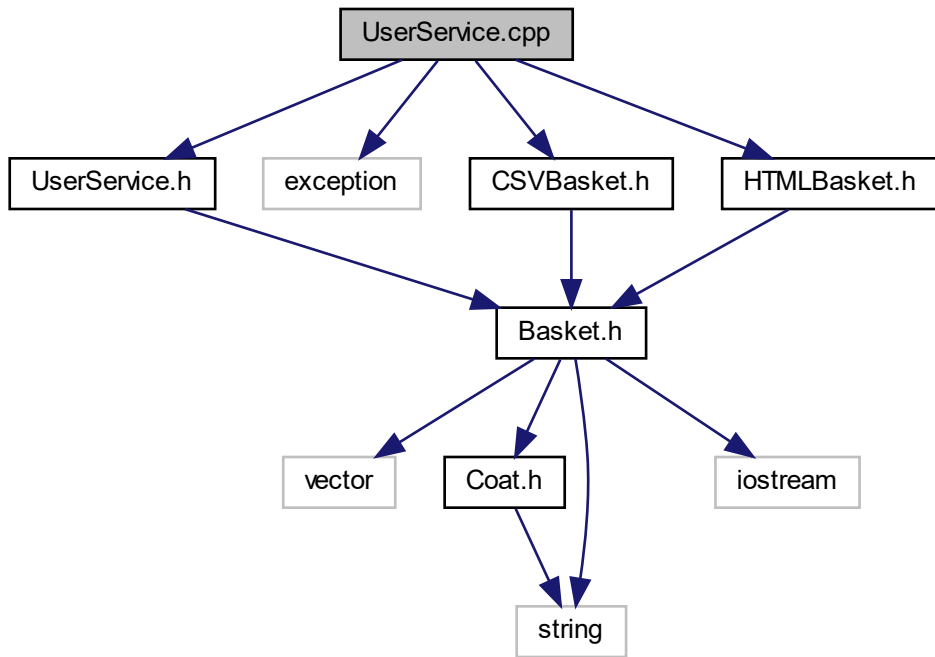 UserService.cpp
UserService.h
exception
CSVBasket.h
HTMLBasket.h
Basket.h
vector
Coat.h
iostream
string